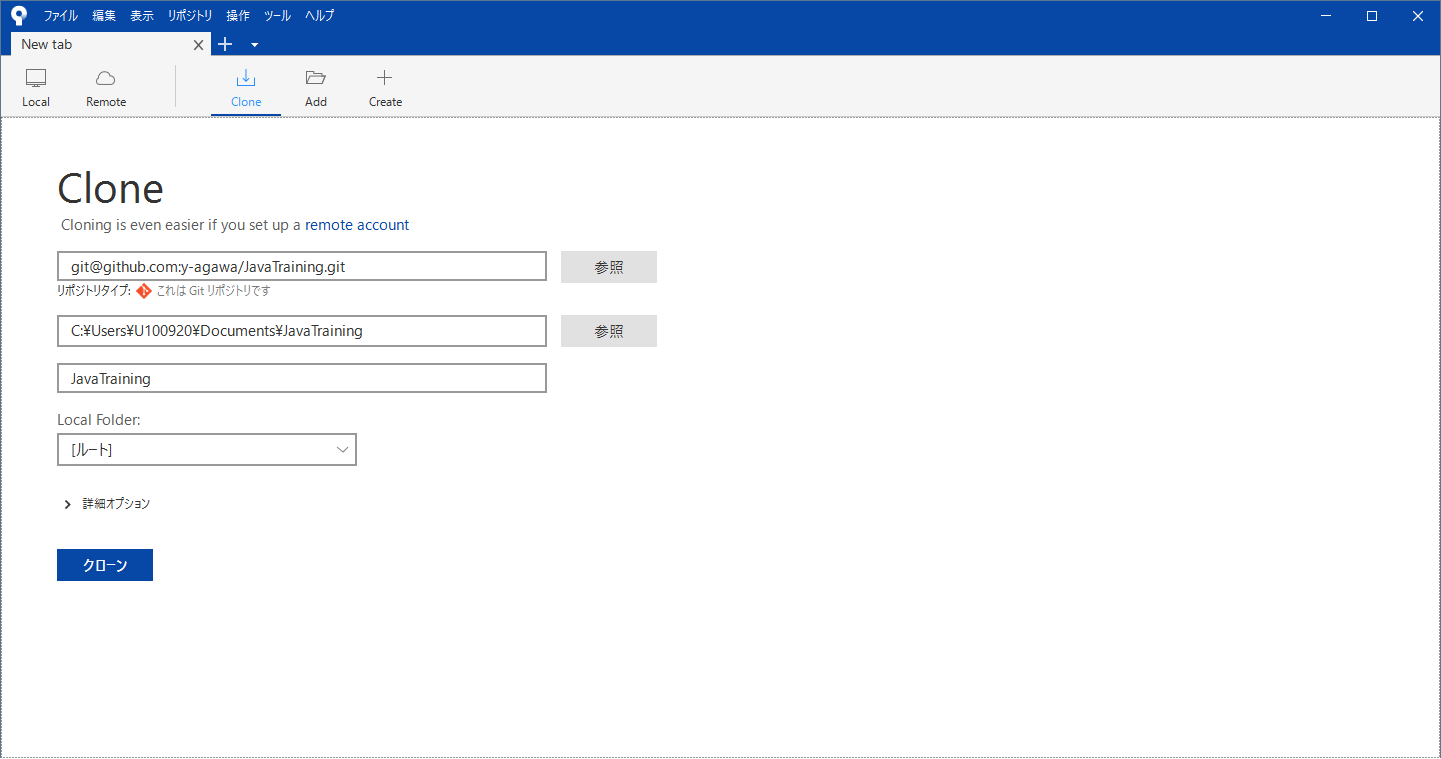 ファイル 編集 表示 リポジトリ 操作 ツール ヘルプ
New tab
Local Remote Clone Add Create
Clone
Cloning is even easier if you set up a remote account
git@github.com:y-agawa/JavaTraining.git 参照
リポジトリタイプ: これは Git リポジトリです
C:¥Users¥U100920¥Documents¥JavaTraining 参照
JavaTraining
Local Folder:
[ルート]
詳細オプション
クローン